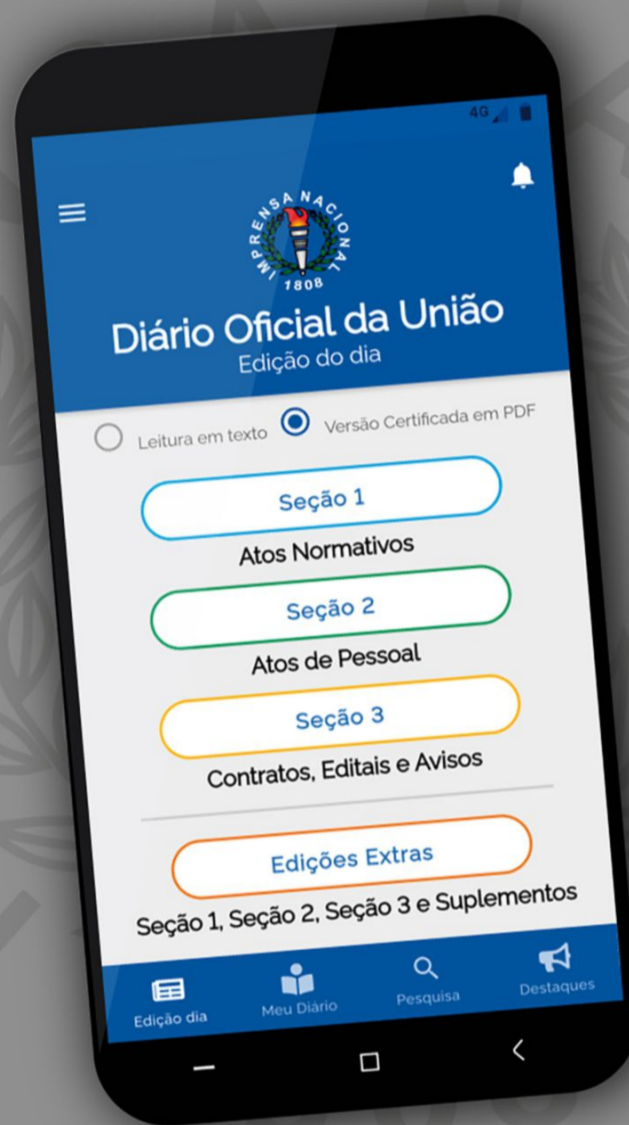 4G
IMPRENSA NACIONAL
1808
Diário Oficial da União
Edição do dia
Leitura em texto Versão Certificada em PDF
Seção 1
Atos Normativos
Seção 2
Atos de Pessoal
Seção 3
Contratos, Editais e Avisos
Edições Extras
Seção 1, Seção 2, Seção 3 e Suplementos
Edição dia Meu Diário Pesquisa Destaques